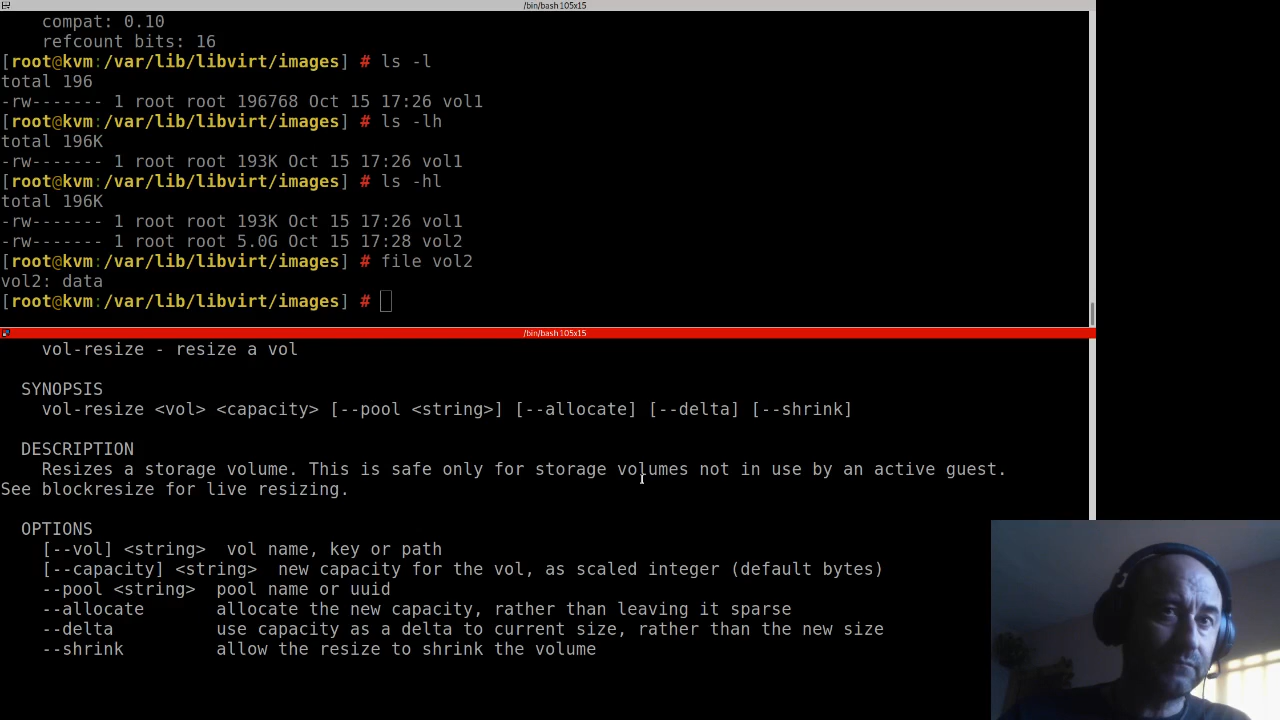 /bin/bash 105x15
compat: 0.10
refcount bits: 16
[root@kvm:/var/lib/libvirt/images] # ls -l
total 196
-rw------- 1 root root 196768 Oct 15 17:26 vol1
[root@kvm:/var/lib/libvirt/images] # ls -lh
total 196K
-rw------- 1 root root 193K Oct 15 17:26 vol1
[root@kvm:/var/lib/libvirt/images] # ls -hl
total 196K
-rw------- 1 root root 193K Oct 15 17:26 vol1
-rw------- 1 root root 5.0G Oct 15 17:28 vol2
[root@kvm:/var/lib/libvirt/images] # file vol2
vol2: data
[root@kvm:/var/lib/libvirt/images] #
/bin/bash 105x15
vol-resize - resize a vol
SYNOPSIS
vol-resize <vol> <capacity> [--pool <string>] [--allocate] [--delta] [--shrink]
DESCRIPTION
Resizes a storage volume. This is safe only for storage volumes not in use by an active guest.
See blockresize for live resizing.
OPTIONS
[--vol] <string>  vol name, key or path
[--capacity] <string>  new capacity for the vol, as scaled integer (default bytes)
--pool <string>  pool name or uuid
--allocate       allocate the new capacity, rather than leaving it sparse
--delta          use capacity as a delta to current size, rather than the new size
--shrink         allow the resize to shrink the volume